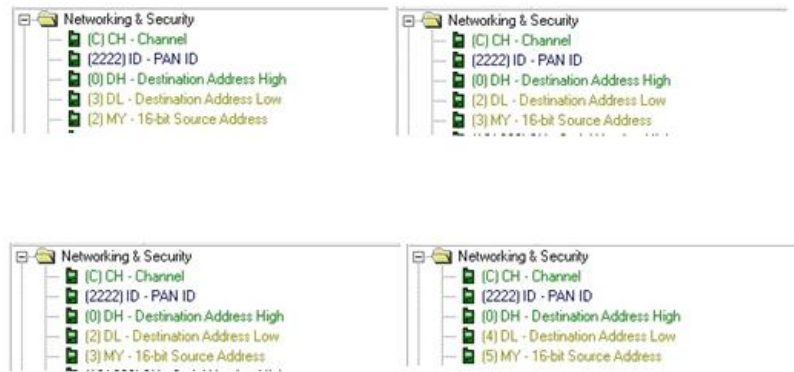 Networking & Security
(C) CH - Channel
(2222) ID - PAN ID
(0) DH - Destination Address High
(3) DL - Destination Address Low
(2) MY - 16-bit Source Address
Networking & Security
(C) CH - Channel
(2222) ID - PAN ID
(0) DH - Destination Address High
(2) DL - Destination Address Low
(3) MY - 16-bit Source Address
Networking & Security
(C) CH - Channel
(2222) ID - PAN ID
(0) DH - Destination Address High
(2) DL - Destination Address Low
(3) MY - 16-bit Source Address
Networking & Security
(C) CH - Channel
(2222) ID - PAN ID
(0) DH - Destination Address High
(4) DL - Destination Address Low
(5) MY - 16-bit Source Address